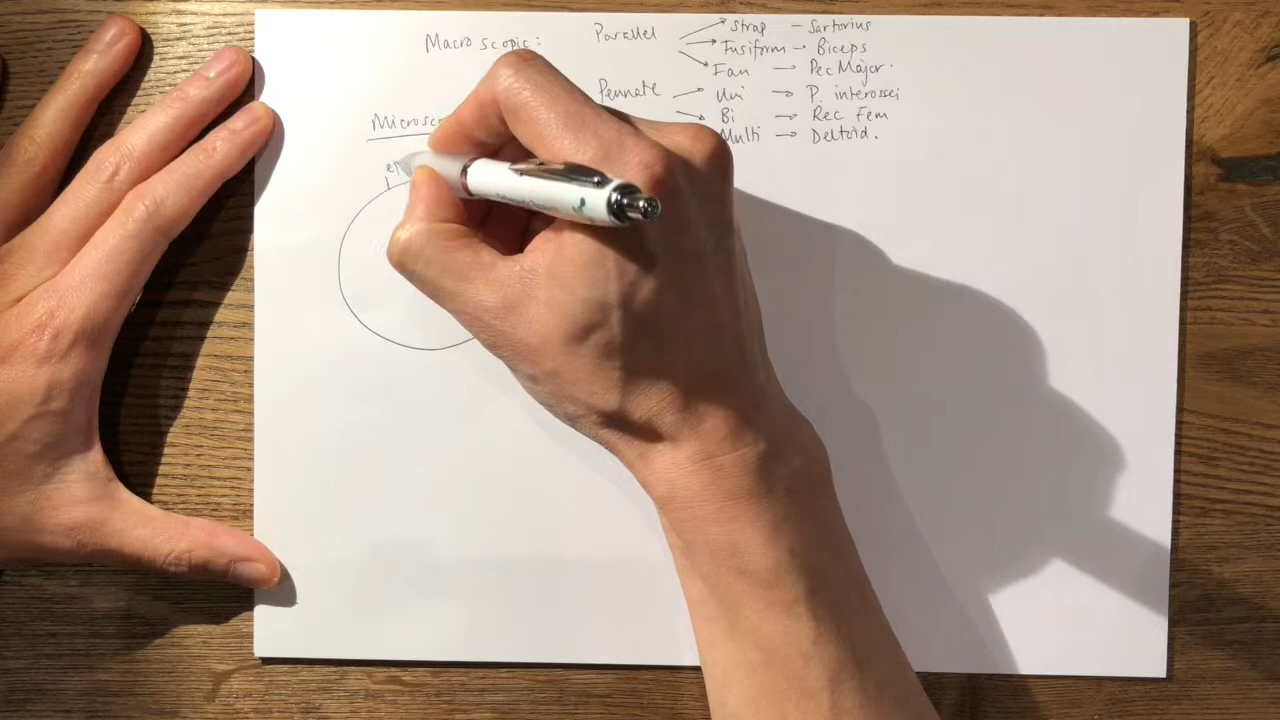 Macroscopic: Parallel Strap - Sartorius
Fusiform → Biceps
Fan → Pec Major.
Pennate Uni → P. interossei
Bi → Rec Fem
Multi → Deltoid.